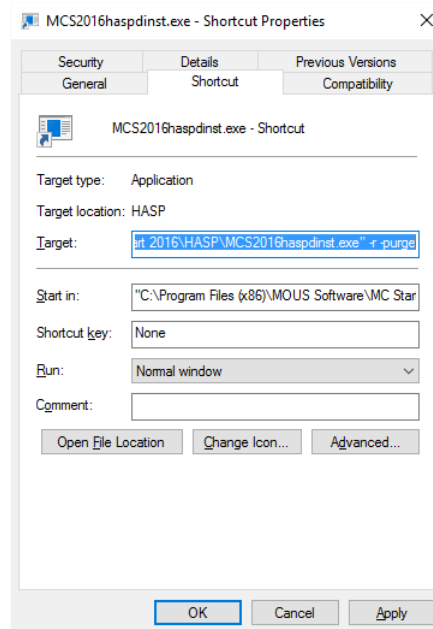 MCS2016haspdinst.exe - Shortcut Properties
Security Details Previous Versions
General Shortcut Compatibility
MCS2016haspdinst.exe - Shortcut
Target type: Application
Target location: HASP
Target: art 2016\HASP\MCS2016haspdinst.exe" -r -purge
Start in: "C:\Program Files (x86)\MOUS Software\MC Star
Shortcut key: None
Run: Normal window
Comment:
Open File Location Change Icon... Advanced...
OK Cancel Apply